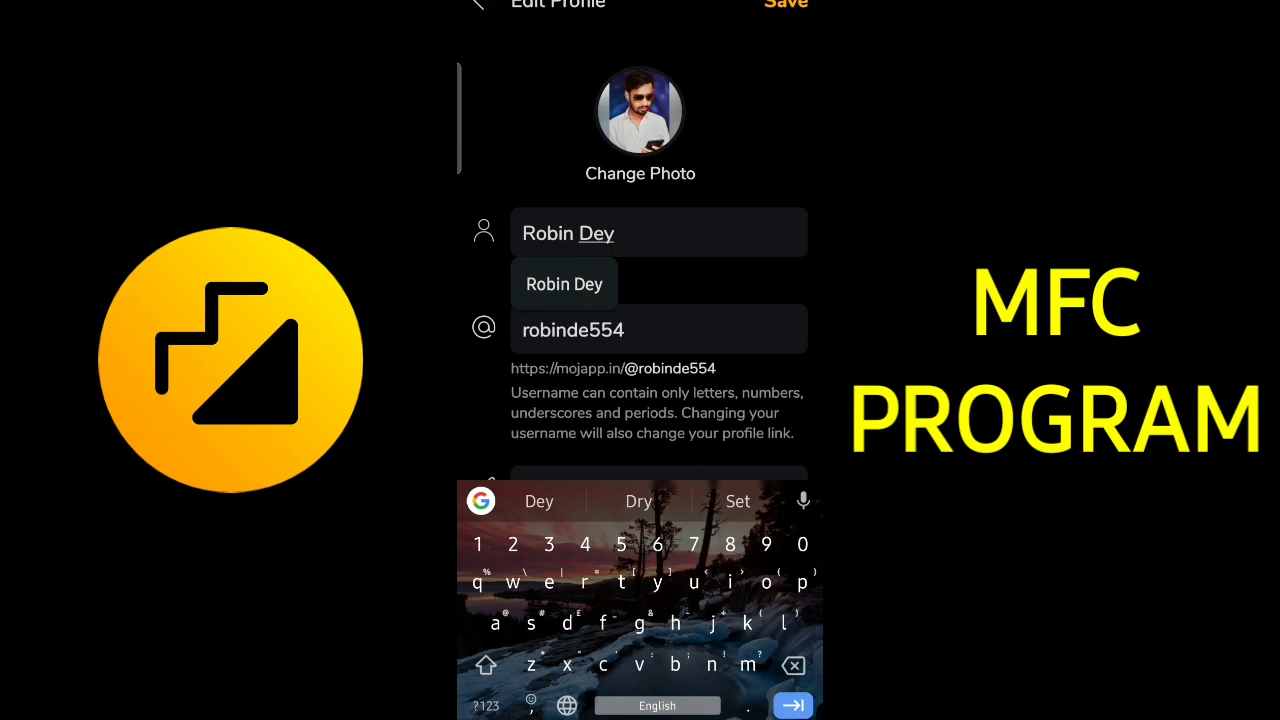 Edit Profile
Save
Change Photo
Robin Dey
Robin Dey
robinde554
https://mojapp.in/@robinde554
Username can contain only letters, numbers,
underscores and periods. Changing your
username will also change your profile link.
MFC
PROGRAM
Dey Dry Set
1 2 3 4 5 6 7 8 9 0
q w e r t y u i o p
a s d f g h j k l
z x c v b n m
?123 , English .